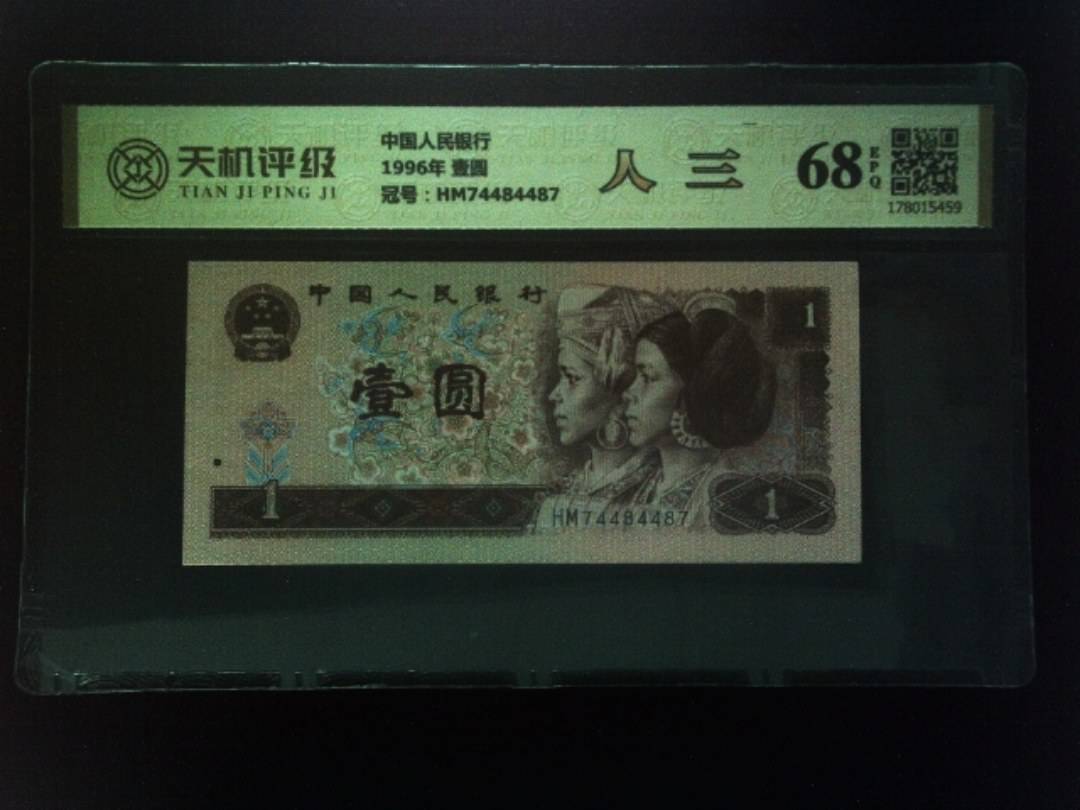 天机评级
TIAN JI PING JI
中国人民银行
1996年 壹圆
冠号：HM74484487
人 三
68
EPQ
178015459
中国人民银行
1
壹圆
1
HM74484487
1